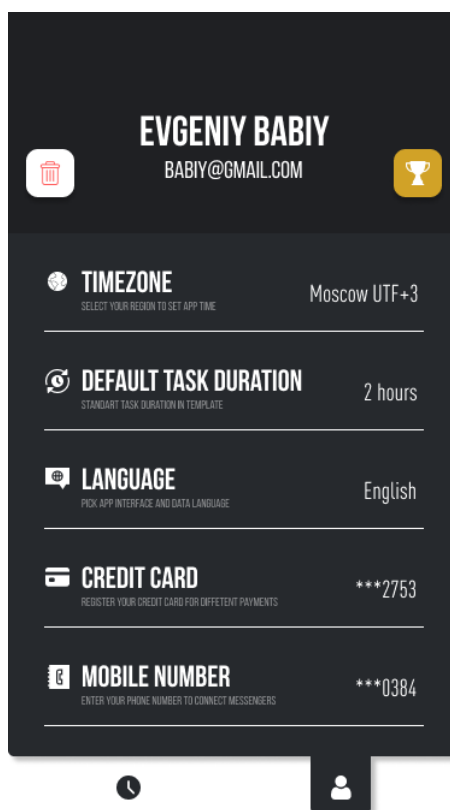 EVGENIY BABIY
BABIY@GMAIL.COM
TIMEZONE
SELECT YOUR REGION TO SET APP TIME
Moscow UTF+3
DEFAULT TASK DURATION
STANDART TASK DURATION IN TEMPLATE
2 hours
LANGUAGE
PICK APP INTERFACE AND DATA LANGUAGE
English
CREDIT CARD
REGISTER YOUR CREDIT CARD FOR DIFFETENT PAYMENTS
***2753
MOBILE NUMBER
ENTER YOUR PHONE NUMBER TO CONNECT MESSENGERS
***0384